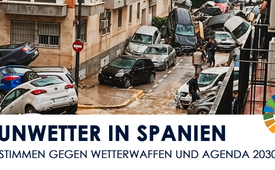 UNWETTER IN SPANIEN
STIMMEN GEGEN WETTERWAFFEN UND AGENDA 2030